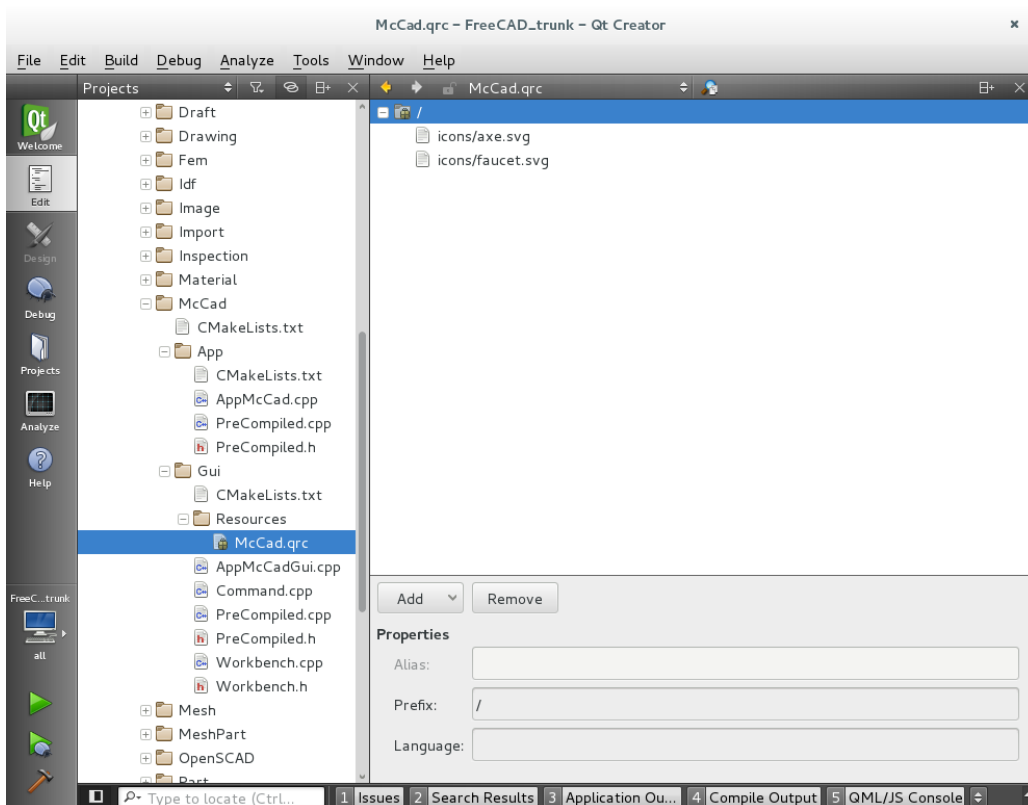 McCad.qrc – FreeCAD_trunk – Qt Creator
File Edit Build Debug Analyze Tools Window Help
Projects
McCad.qrc
Welcome
Edit
Design
Debug
Projects
Analyze
Help
FreeC...trunk
all
Draft
Drawing
Fem
Idf
Image
Import
Inspection
Material
McCad
CMakeLists.txt
App
CMakeLists.txt
AppMcCad.cpp
PreCompiled.cpp
PreCompiled.h
Gui
CMakeLists.txt
Resources
McCad.qrc
AppMcCadGui.cpp
Command.cpp
PreCompiled.cpp
PreCompiled.h
Workbench.cpp
Workbench.h
Mesh
MeshPart
OpenSCAD
Part
/
icons/axe.svg
icons/faucet.svg
Add Remove
Properties
Alias:
Prefix: /
Language:
Type to locate (Ctrl... 1 Issues 2 Search Results 3 Application Ou... 4 Compile Output 5 QML/JS Console